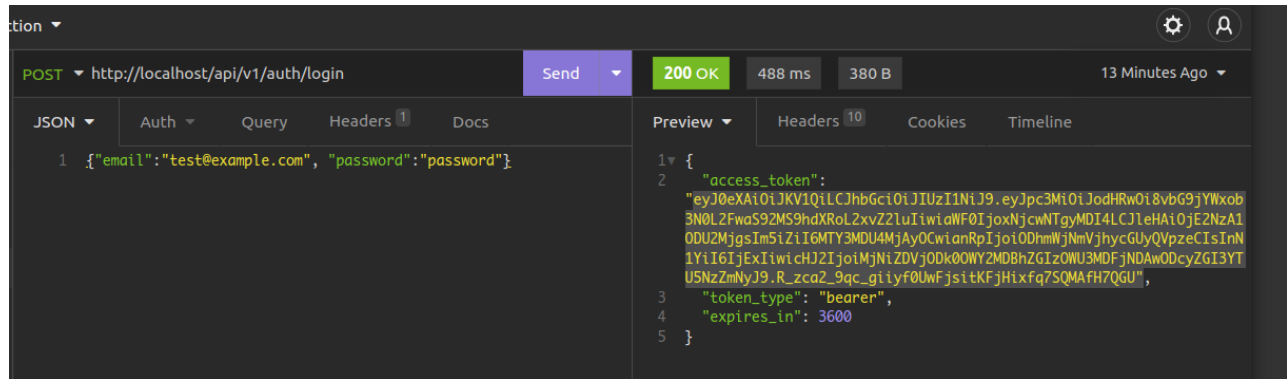 ction
POST http://localhost/api/v1/auth/login Send
200 OK 488 ms 380 B 13 Minutes Ago
JSON Auth Query Headers 1 Docs
Preview Headers 10 Cookies Timeline
1 {"email":"test@example.com", "password":"password"}
1 {
2 "access_token":
"eyJ0eXAiOiJKV1QiLCJhbGciOiJIUzI1NiJ9.eyJpc3MiOiJodHRwOi8vbG9jYWxob
3N0L2FwaS92MS9hdXRoL2xvZ2luIiwiaWF0IjoxNjcwNTgyMDI4LCJleHAiOjE2NzA1
ODU2MjgsIm5iZiI6MTY3MDU4MjAyOCwianRpIjoiODhmWjNmVjhycGUyQVpzeCIsInN
1YiI6IjExIiwicHJ2IjoiMjNiZDVjODk0OWY2MDBhZGIzOWU3MDFjNDAwODcyZGI3YT
U5NzZmNyJ9.R_zca2_9qc_giiyf0UwFjsitKFjHixfq7SQMAfH7QGU",
3 "token_type": "bearer",
4 "expires_in": 3600
5 }